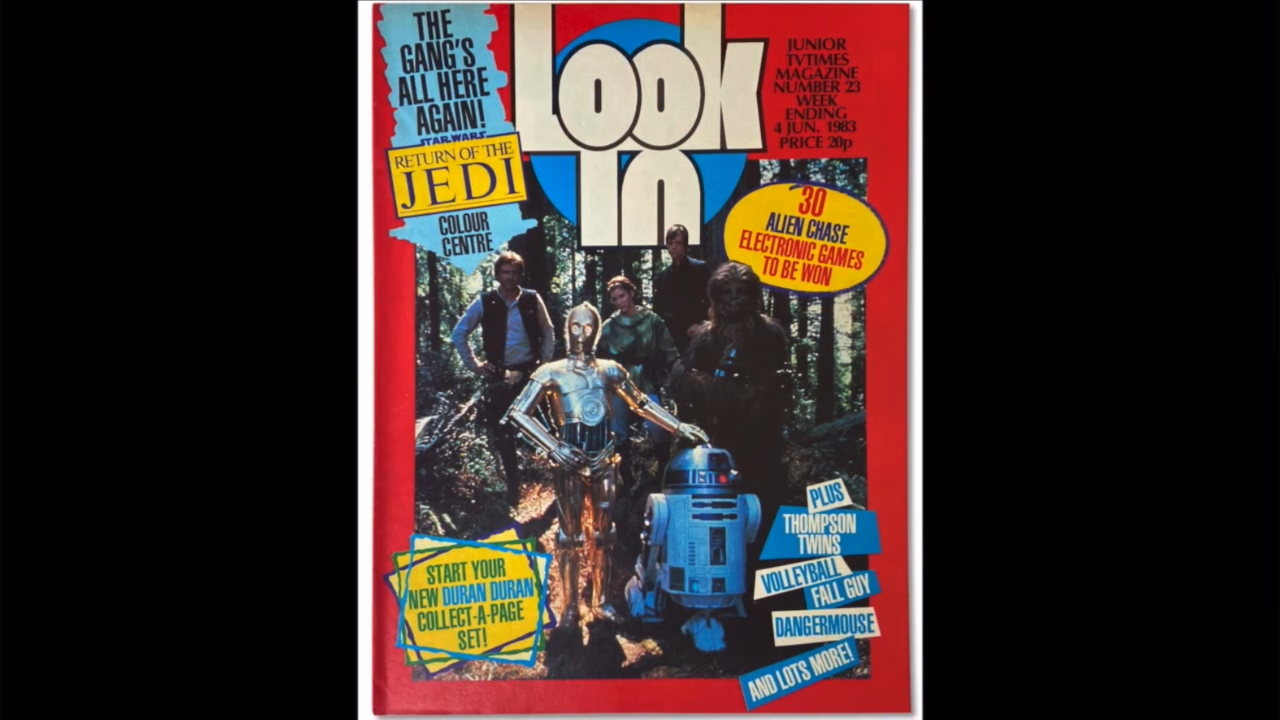 THE
GANG'S
ALL HERE
AGAIN!
STAR WARS
RETURN OF THE
JEDI
COLOUR
CENTRE
Look
in
JUNIOR
TVTIMES
MAGAZINE
NUMBER 23
WEEK
ENDING
4 JUN. 1983
PRICE 20p
30
ALIEN CHASE
ELECTRONIC GAMES
TO BE WON
START YOUR
NEW DURAN DURAN
COLLECT-A-PAGE
SET!
PLUS
THOMPSON
TWINS
VOLLEYBALL
FALL GUY
DANGERMOUSE
AND LOTS MORE!